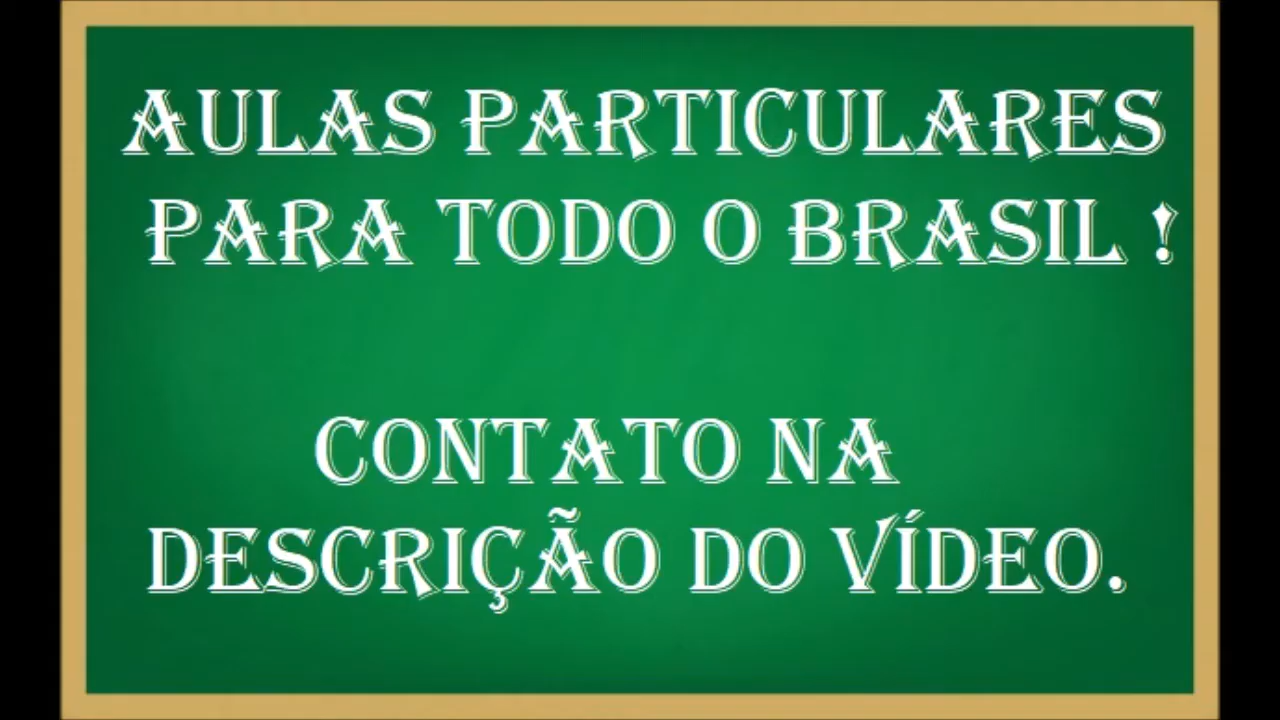 AULAS PARTICULARES
PARA TODO O BRASIL !
CONTATO NA
DESCRIÇÃO DO VÍDEO.